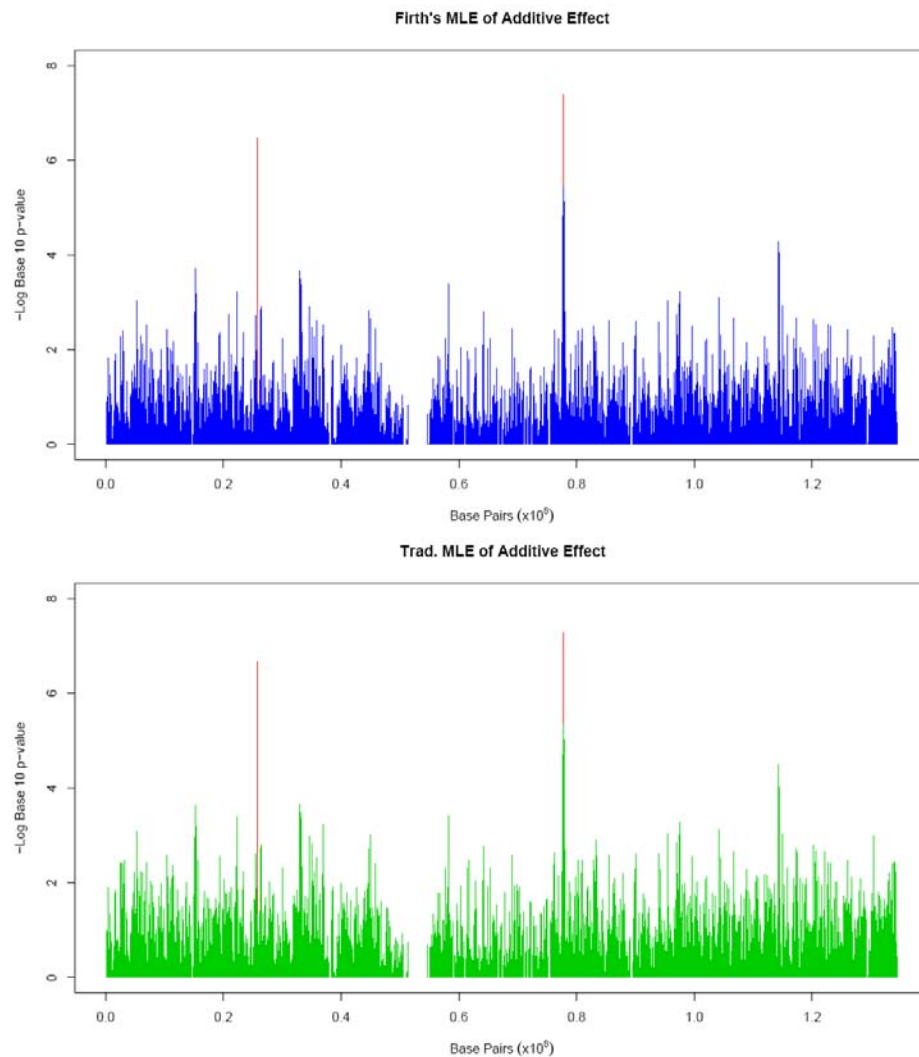 Firth's MLE of Additive Effect
8
6
4
2
0
−Log Base 10 p-value
0.0 0.2 0.4 0.6 0.8 1.0 1.2
Base Pairs (x10⁸)
Trad. MLE of Additive Effect
8
6
4
2
0
−Log Base 10 p-value
0.0 0.2 0.4 0.6 0.8 1.0 1.2
Base Pairs (x10⁸)